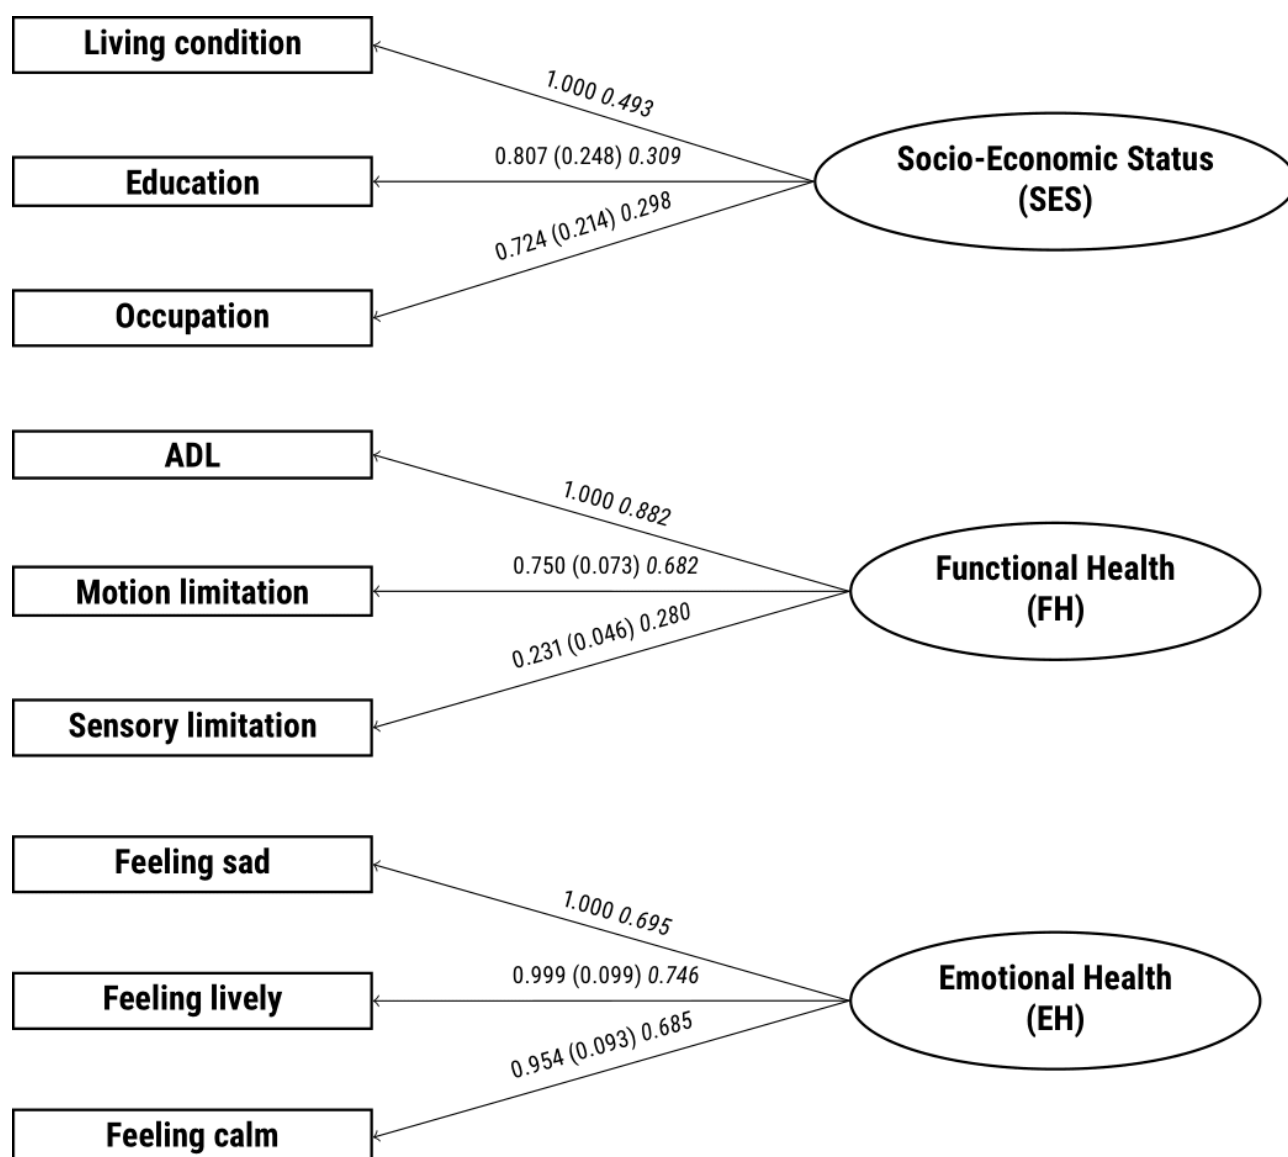 Living condition
1.000 0.493
Education
0.807 (0.248) 0.309
Socio-Economic Status
(SES)
Occupation
0.724 (0.214) 0.298
ADL
1.000 0.882
Motion limitation
0.750 (0.073) 0.682
Functional Health
(FH)
Sensory limitation
0.231 (0.046) 0.280
Feeling sad
1.000 0.695
Feeling lively
0.999 (0.099) 0.746
Emotional Health
(EH)
Feeling calm
0.954 (0.093) 0.685